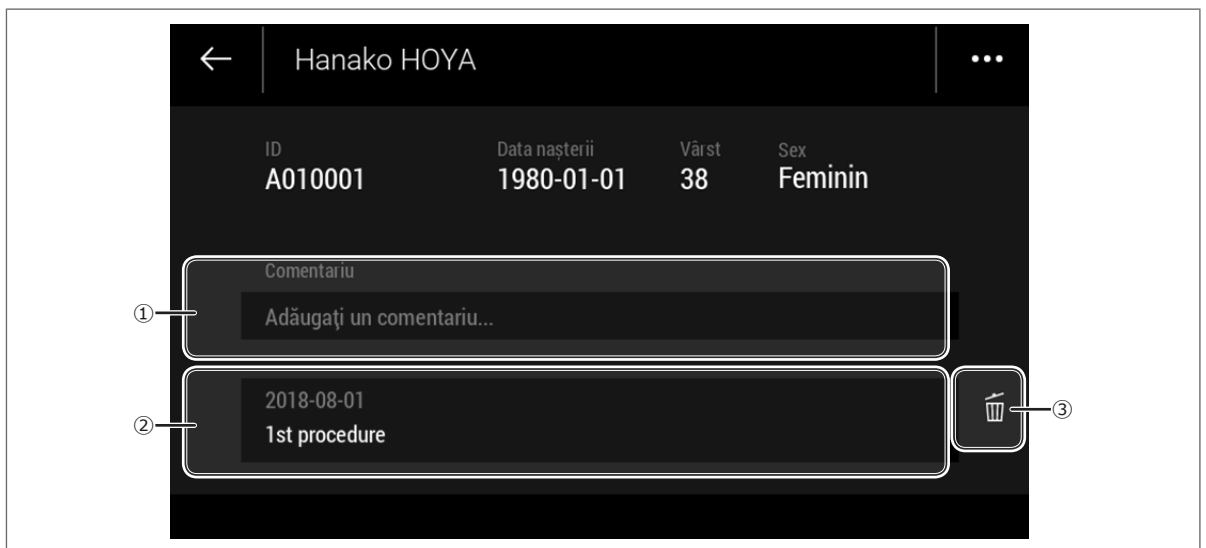 Hanako HOYA
ID Data nașterii Vârst Sex
A010001 1980-01-01 38 Feminin
Comentariu
① Adăugaţi un comentariu...
2018-08-01
③
② 1st procedure